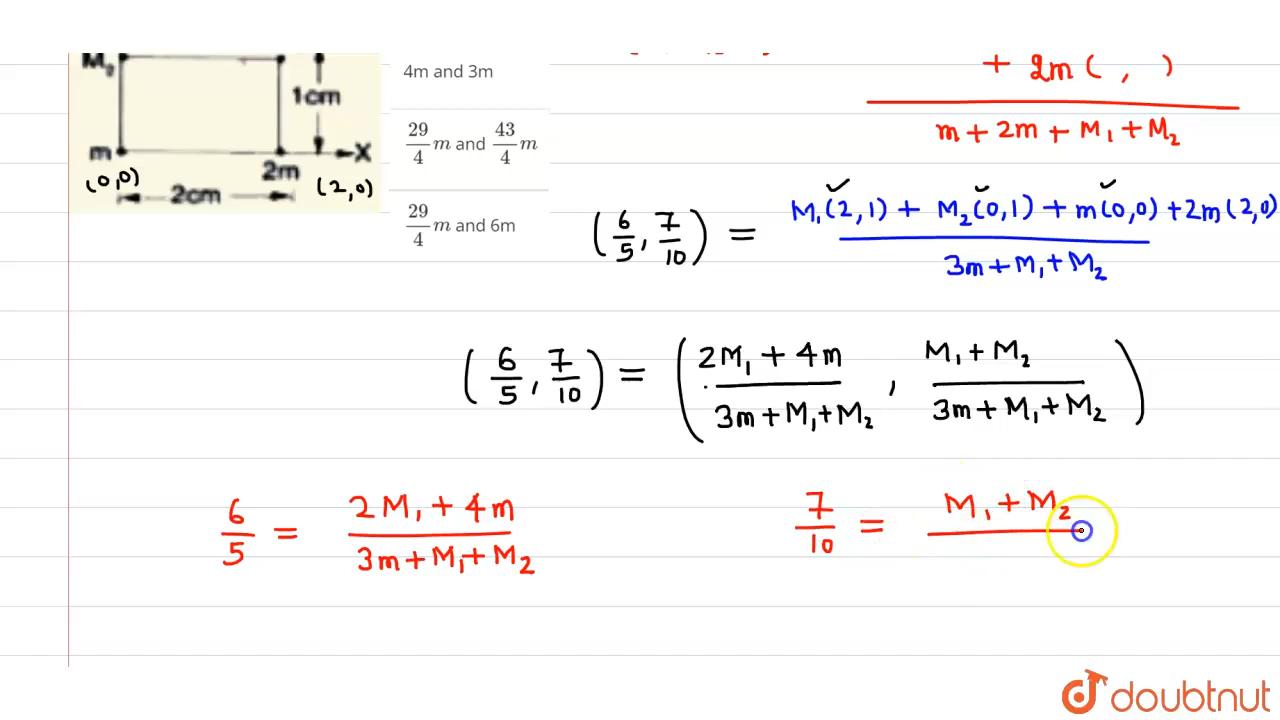 M₂
1cm
m
X
(0,0)
2m
(2,0)
2cm
4m and 3m
29/4 m and 43/4 m
29/4 m and 6m
+ 2m ( , )
m + 2m + M₁ + M₂
(6/5, 7/10) = M₁(2,1) + M₂(0,1) + m(0,0) + 2m(2,0)
3m + M₁ + M₂
(6/5, 7/10) = (2M₁ + 4m / 3m + M₁ + M₂ , M₁ + M₂ / 3m + M₁ + M₂)
6/5 = 2M₁ + 4m / 3m + M₁ + M₂
7/10 = M₁ + M₂
doubtnut